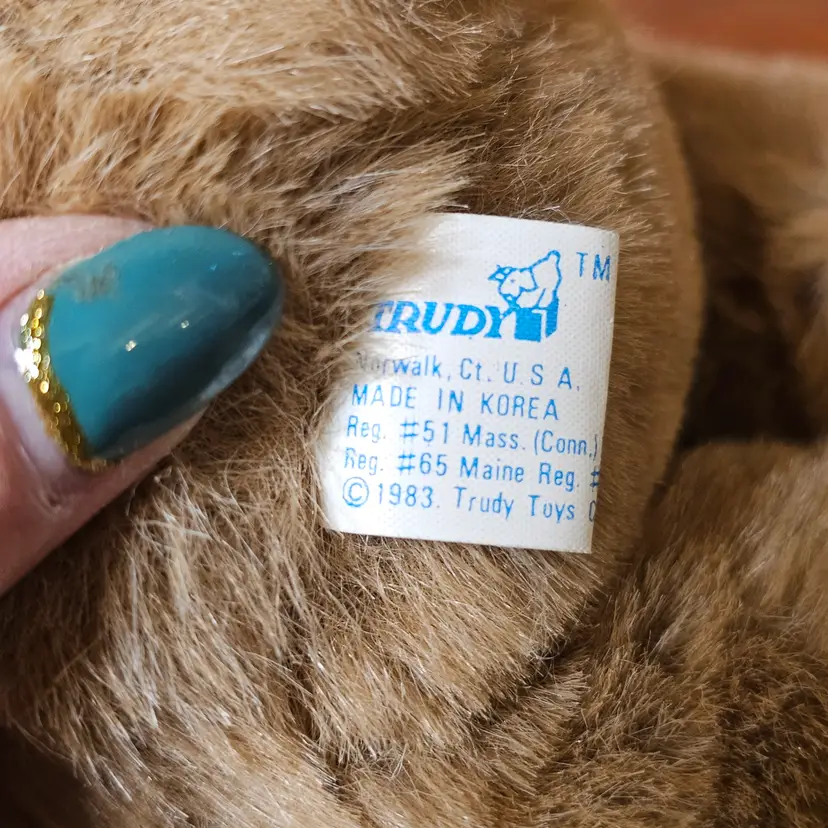 TRUDY TM
Norwalk, Ct. U.S A.
MADE IN KOREA
Reg. #51 Mass. (Conn.)
Reg. #65 Maine Reg. #
©1983. Trudy Toys